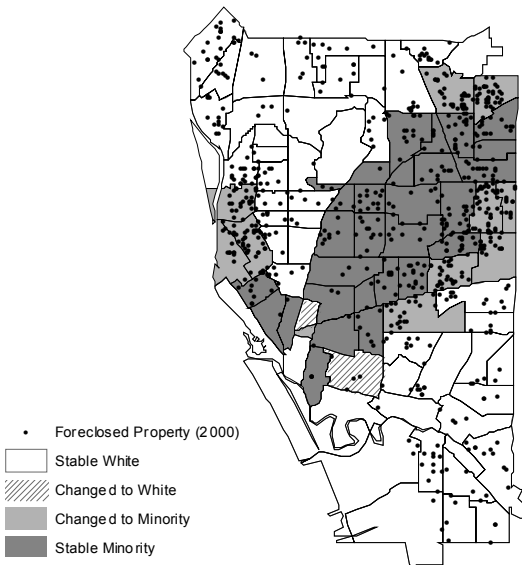 Foreclosed Property (2000)
Stable White
Changed to White
Changed to Minority
Stable Minority